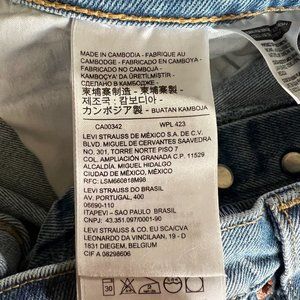 MADE IN CAMBODIA - FABRIQUE AU
CAMBODGE - FABRICADO EN CAMBOYA -
FABRICADO NO CAMBOJA -
KAMBOÇYA'DA ÜRETİLMİŞTİR -
СДЕЛАНО В КАМБОДЖЕ -
柬埔寨制造 - 柬埔寨製
제조국 : 캄보디아 -
カンボジア製 - BUATAN KAMBOJA
CA00342 WPL 423
LEVI STRAUSS DE MÉXICO S.A. DE C.V.
BLVD. MIGUEL DE CERVANTES SAAVEDRA
NO. 301, TORRE NORTE PISO 7
COL. AMPLIACIÓN GRANADA C.P. 11529
ALCALDÍA. MIGUEL HIDALGO
CIUDAD DE MÉXICO, MÉXICO
RFC: LSM660818M98
LEVI STRAUSS DO BRASIL
AV. PORTUGAL, 400
06690-110
ITAPEVI - SAO PAULO BRASIL
CNPJ: 43.351.097/0001-90
LEVI STRAUSS & CO. EU SCA/CVA
LEONARDO DA VINCILAAN, 19 - D
1831 DIEGEM, BELGIUM
CIF A 08298606
30